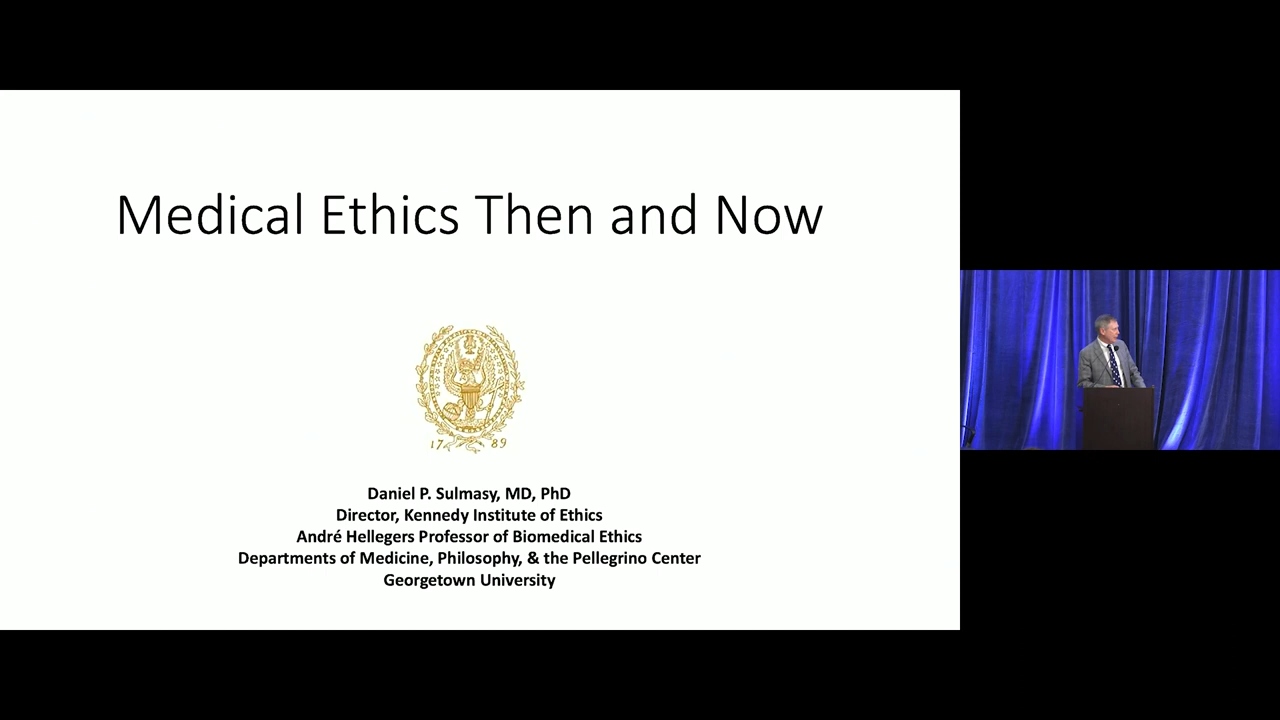 Medical Ethics Then and Now
17 89
Daniel P. Sulmasy, MD, PhD
Director, Kennedy Institute of Ethics
André Hellegers Professor of Biomedical Ethics
Departments of Medicine, Philosophy, & the Pellegrino Center
Georgetown University